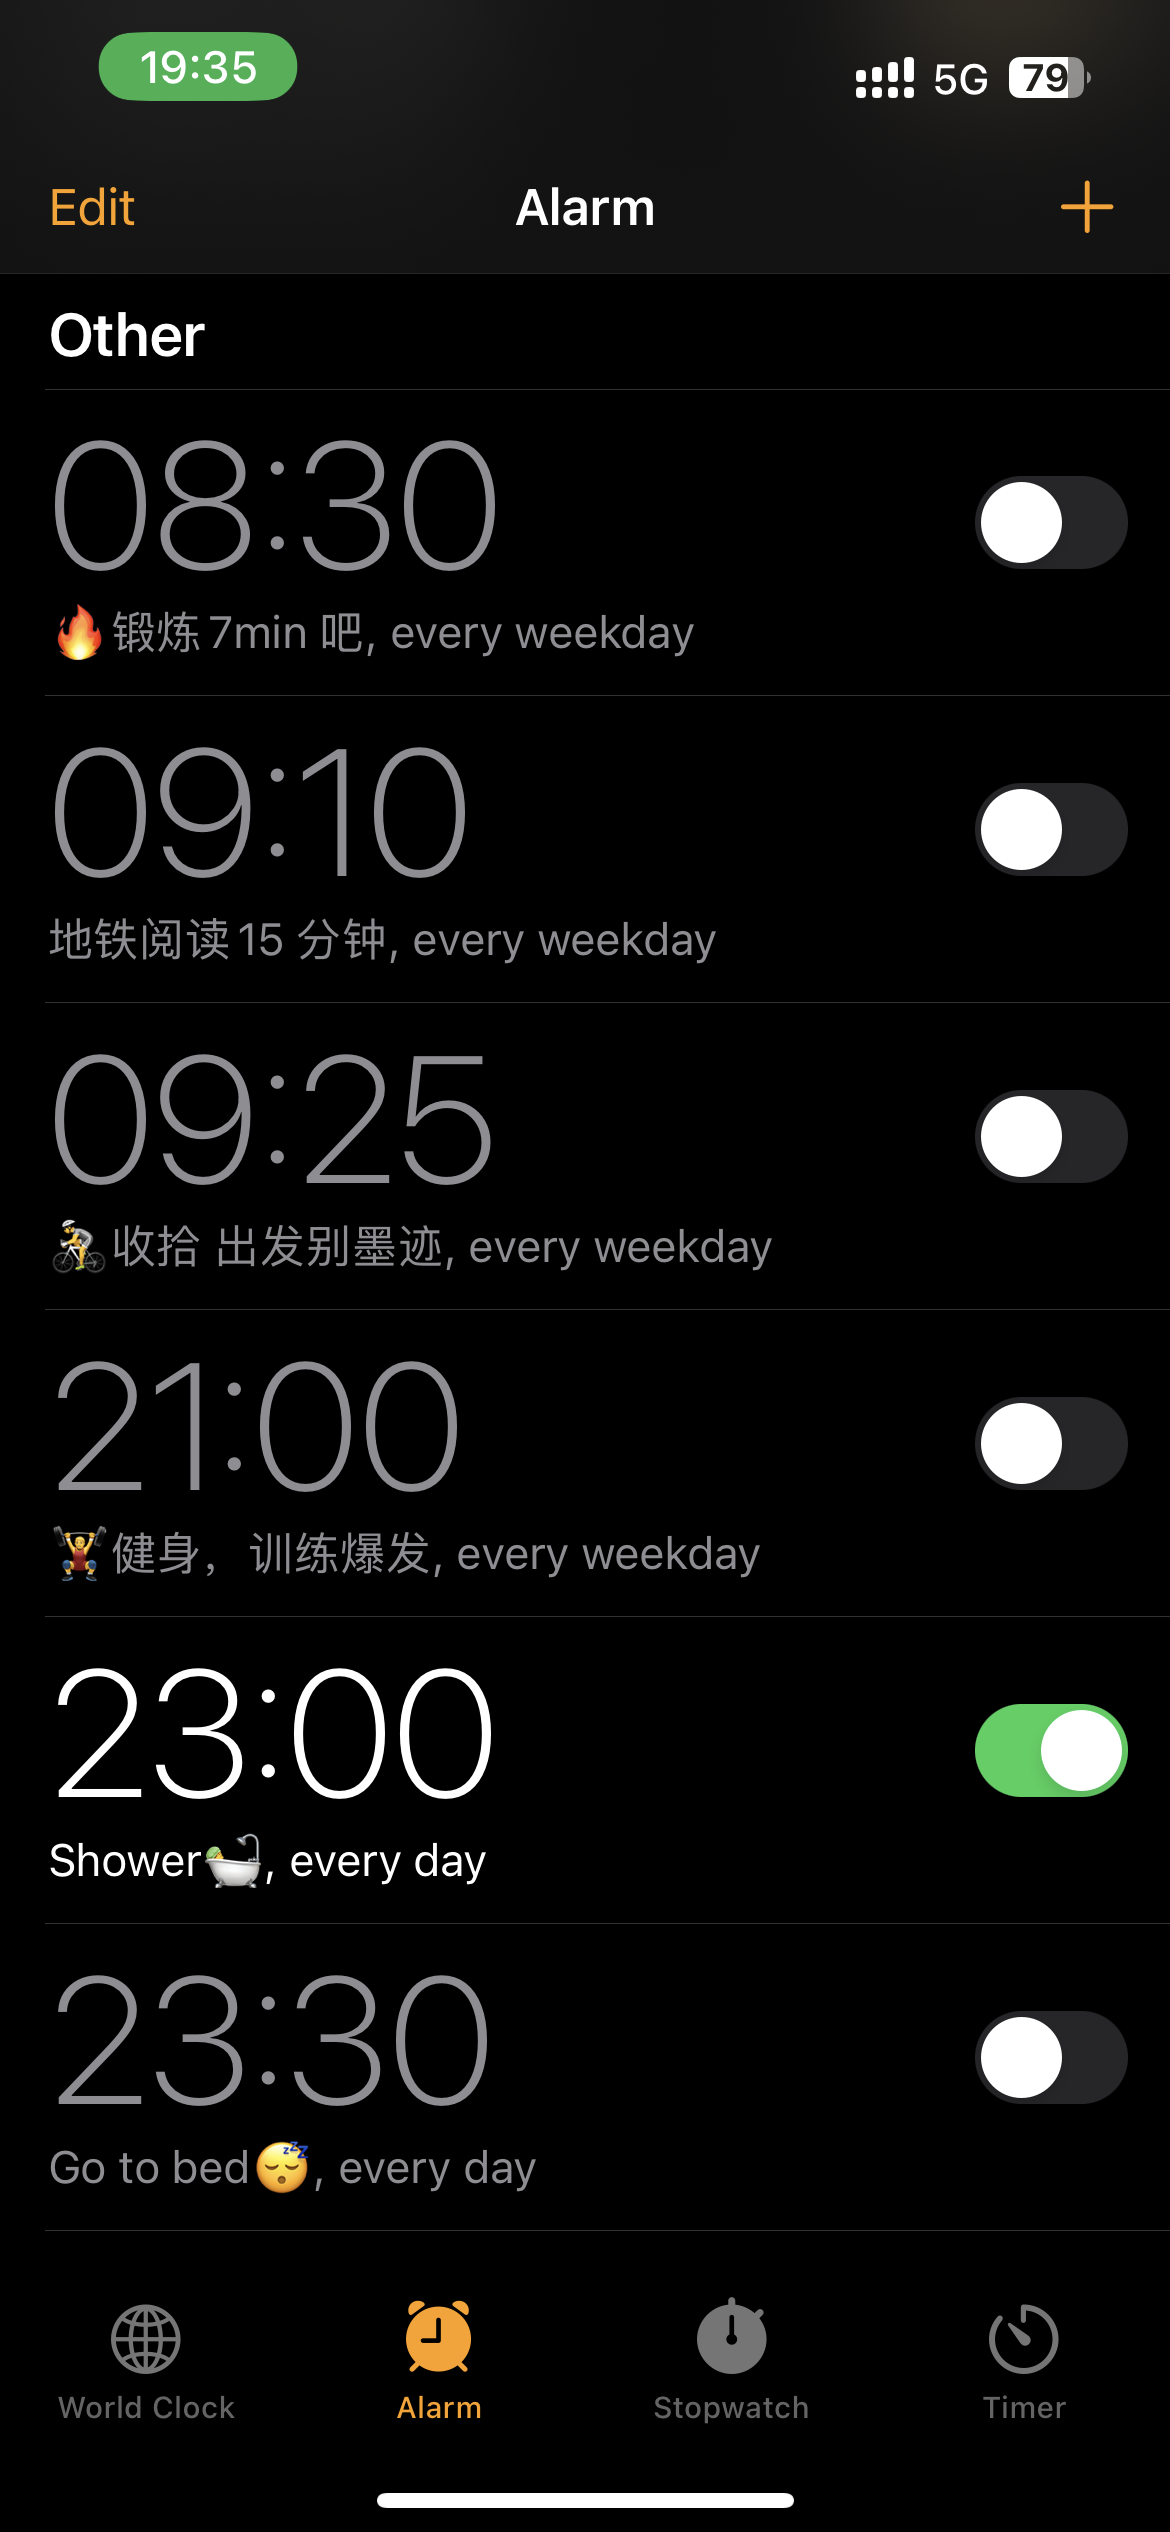 19:35
5G 79
Edit Alarm
Other
08:30
🔥锻炼 7min 吧, every weekday
09:10
地铁阅读 15 分钟, every weekday
09:25
🚴收拾 出发别墨迹, every weekday
21:00
🏋️健身，训练爆发, every weekday
23:00
Shower🛀, every day
23:30
Go to bed😴, every day
World Clock Alarm Stopwatch Timer